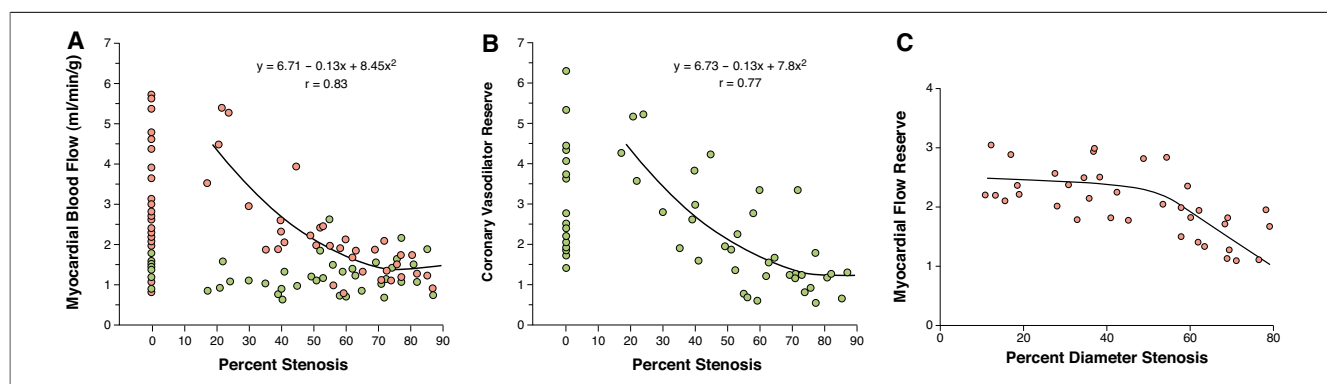 A
Myocardial Blood Flow (ml/min/g)
7
6
5
4
3
2
1
0
y = 6.71 − 0.13x + 8.45x²
r = 0.83
0 10 20 30 40 50 60 70 80 90
Percent Stenosis
B
Coronary Vasodilator Reserve
7
6
5
4
3
2
1
0
y = 6.73 − 0.13x + 7.8x²
r = 0.77
0 10 20 30 40 50 60 70 80 90
Percent Stenosis
C
Myocardial Flow Reserve
4
3
2
1
0
0 20 40 60 80
Percent Diameter Stenosis